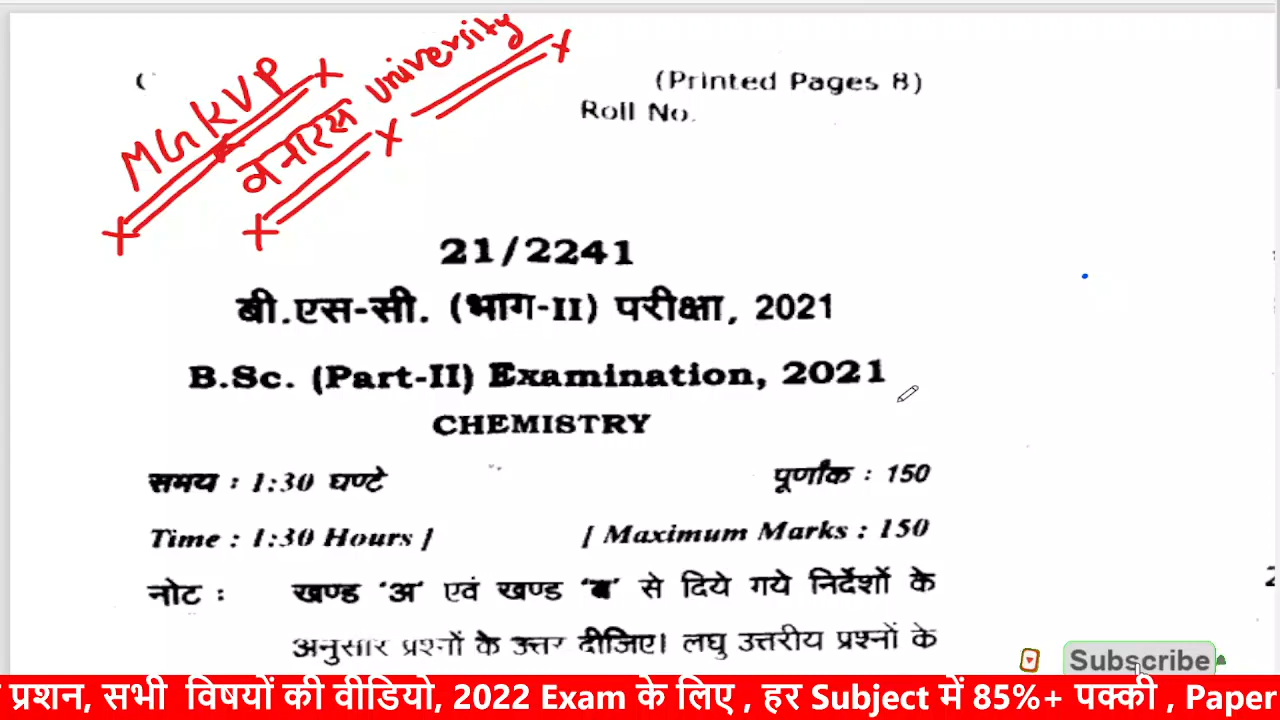 MGKVP
बनारस University
(Printed Pages 8)
Roll No.
21/2241
बी.एस-सी. (भाग-II) परीक्षा, 2021
B.Sc. (Part-II) Examination, 2021
CHEMISTRY
समय : 1:30 घण्टे
पूर्णांक : 150
Time : 1:30 Hours ]
[ Maximum Marks : 150
नोट : खण्ड 'अ' एवं खण्ड 'ब' से दिये गये निर्देशों के
अनुसार प्रश्नों के उत्तर दीजिए। लघु उत्तरीय प्रश्नों के
Subscribe
प्रशन, सभी विषयों की वीडियो, 2022 Exam के लिए , हर Subject में 85%+ पक्की , Paper